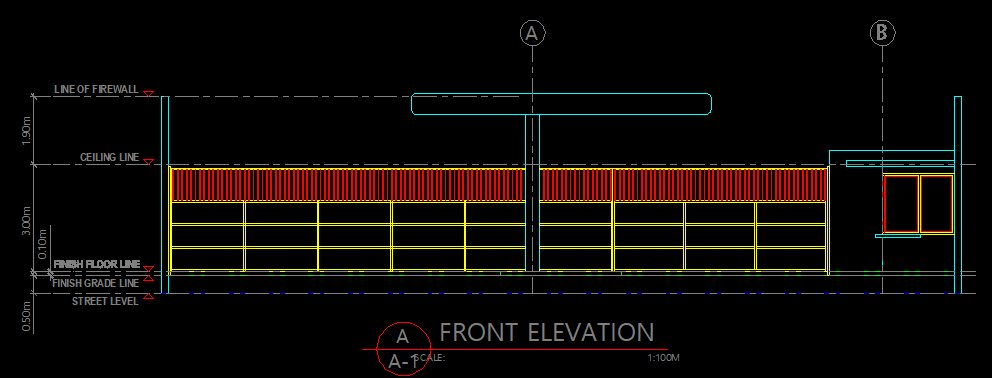 A
B
LINE OF FIREWALL
1.90m
CEILING LINE
3.00m
0.10m
FINISH FLOOR LINE
FINISH GRADE LINE
STREET LEVEL
0.50m
A
FRONT ELEVATION
A-1
SCALE:
1:100M